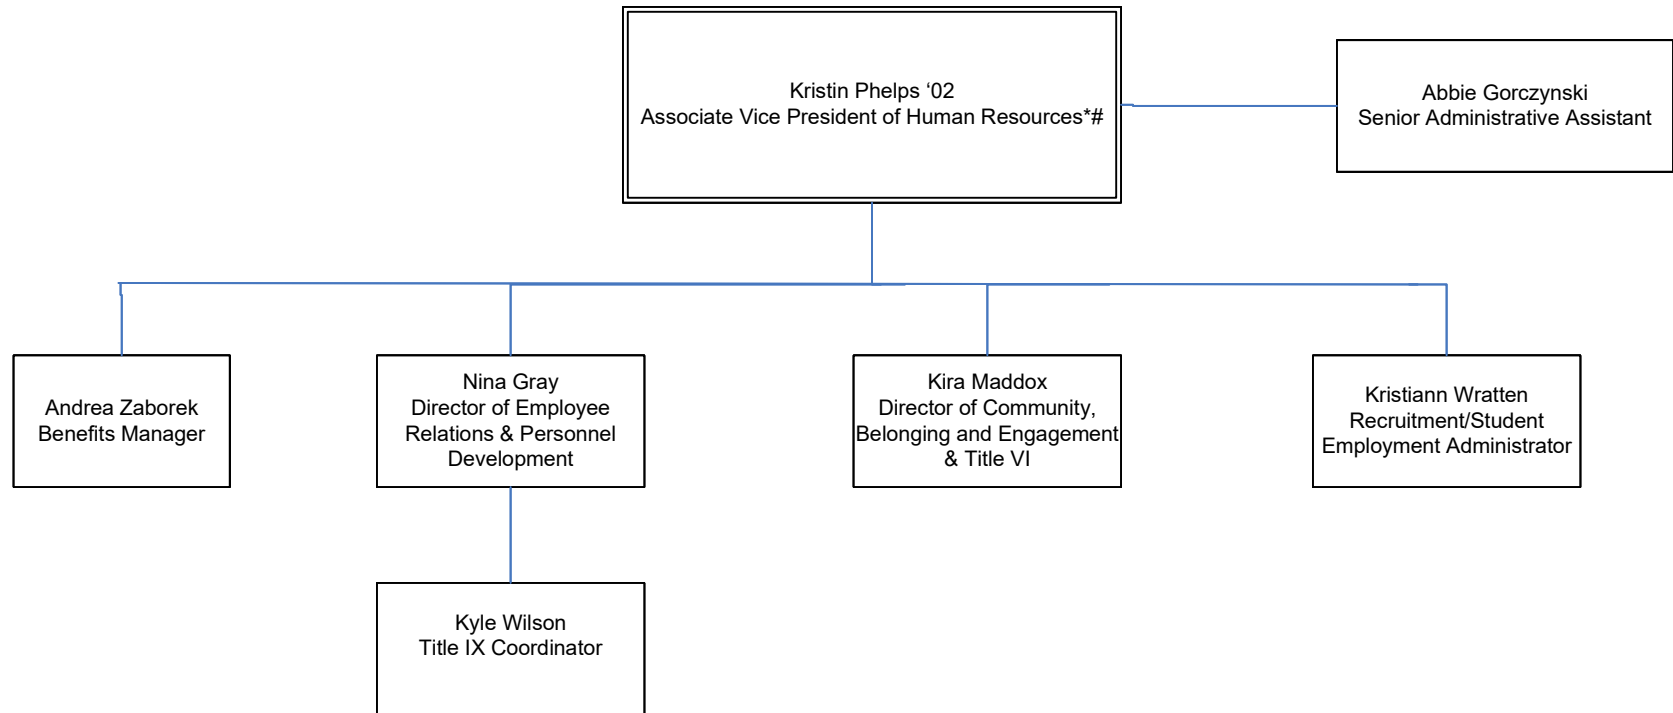 Kristin Phelps ‘02
Associate Vice President of Human Resources*#
Abbie Gorczynski
Senior Administrative Assistant
Andrea Zaborek
Benefits Manager
Nina Gray
Director of Employee
Relations & Personnel
Development
Kira Maddox
Director of Community,
Belonging and Engagement
& Title VI
Kristiann Wratten
Recruitment/Student
Employment Administrator
Kyle Wilson
Title IX Coordinator